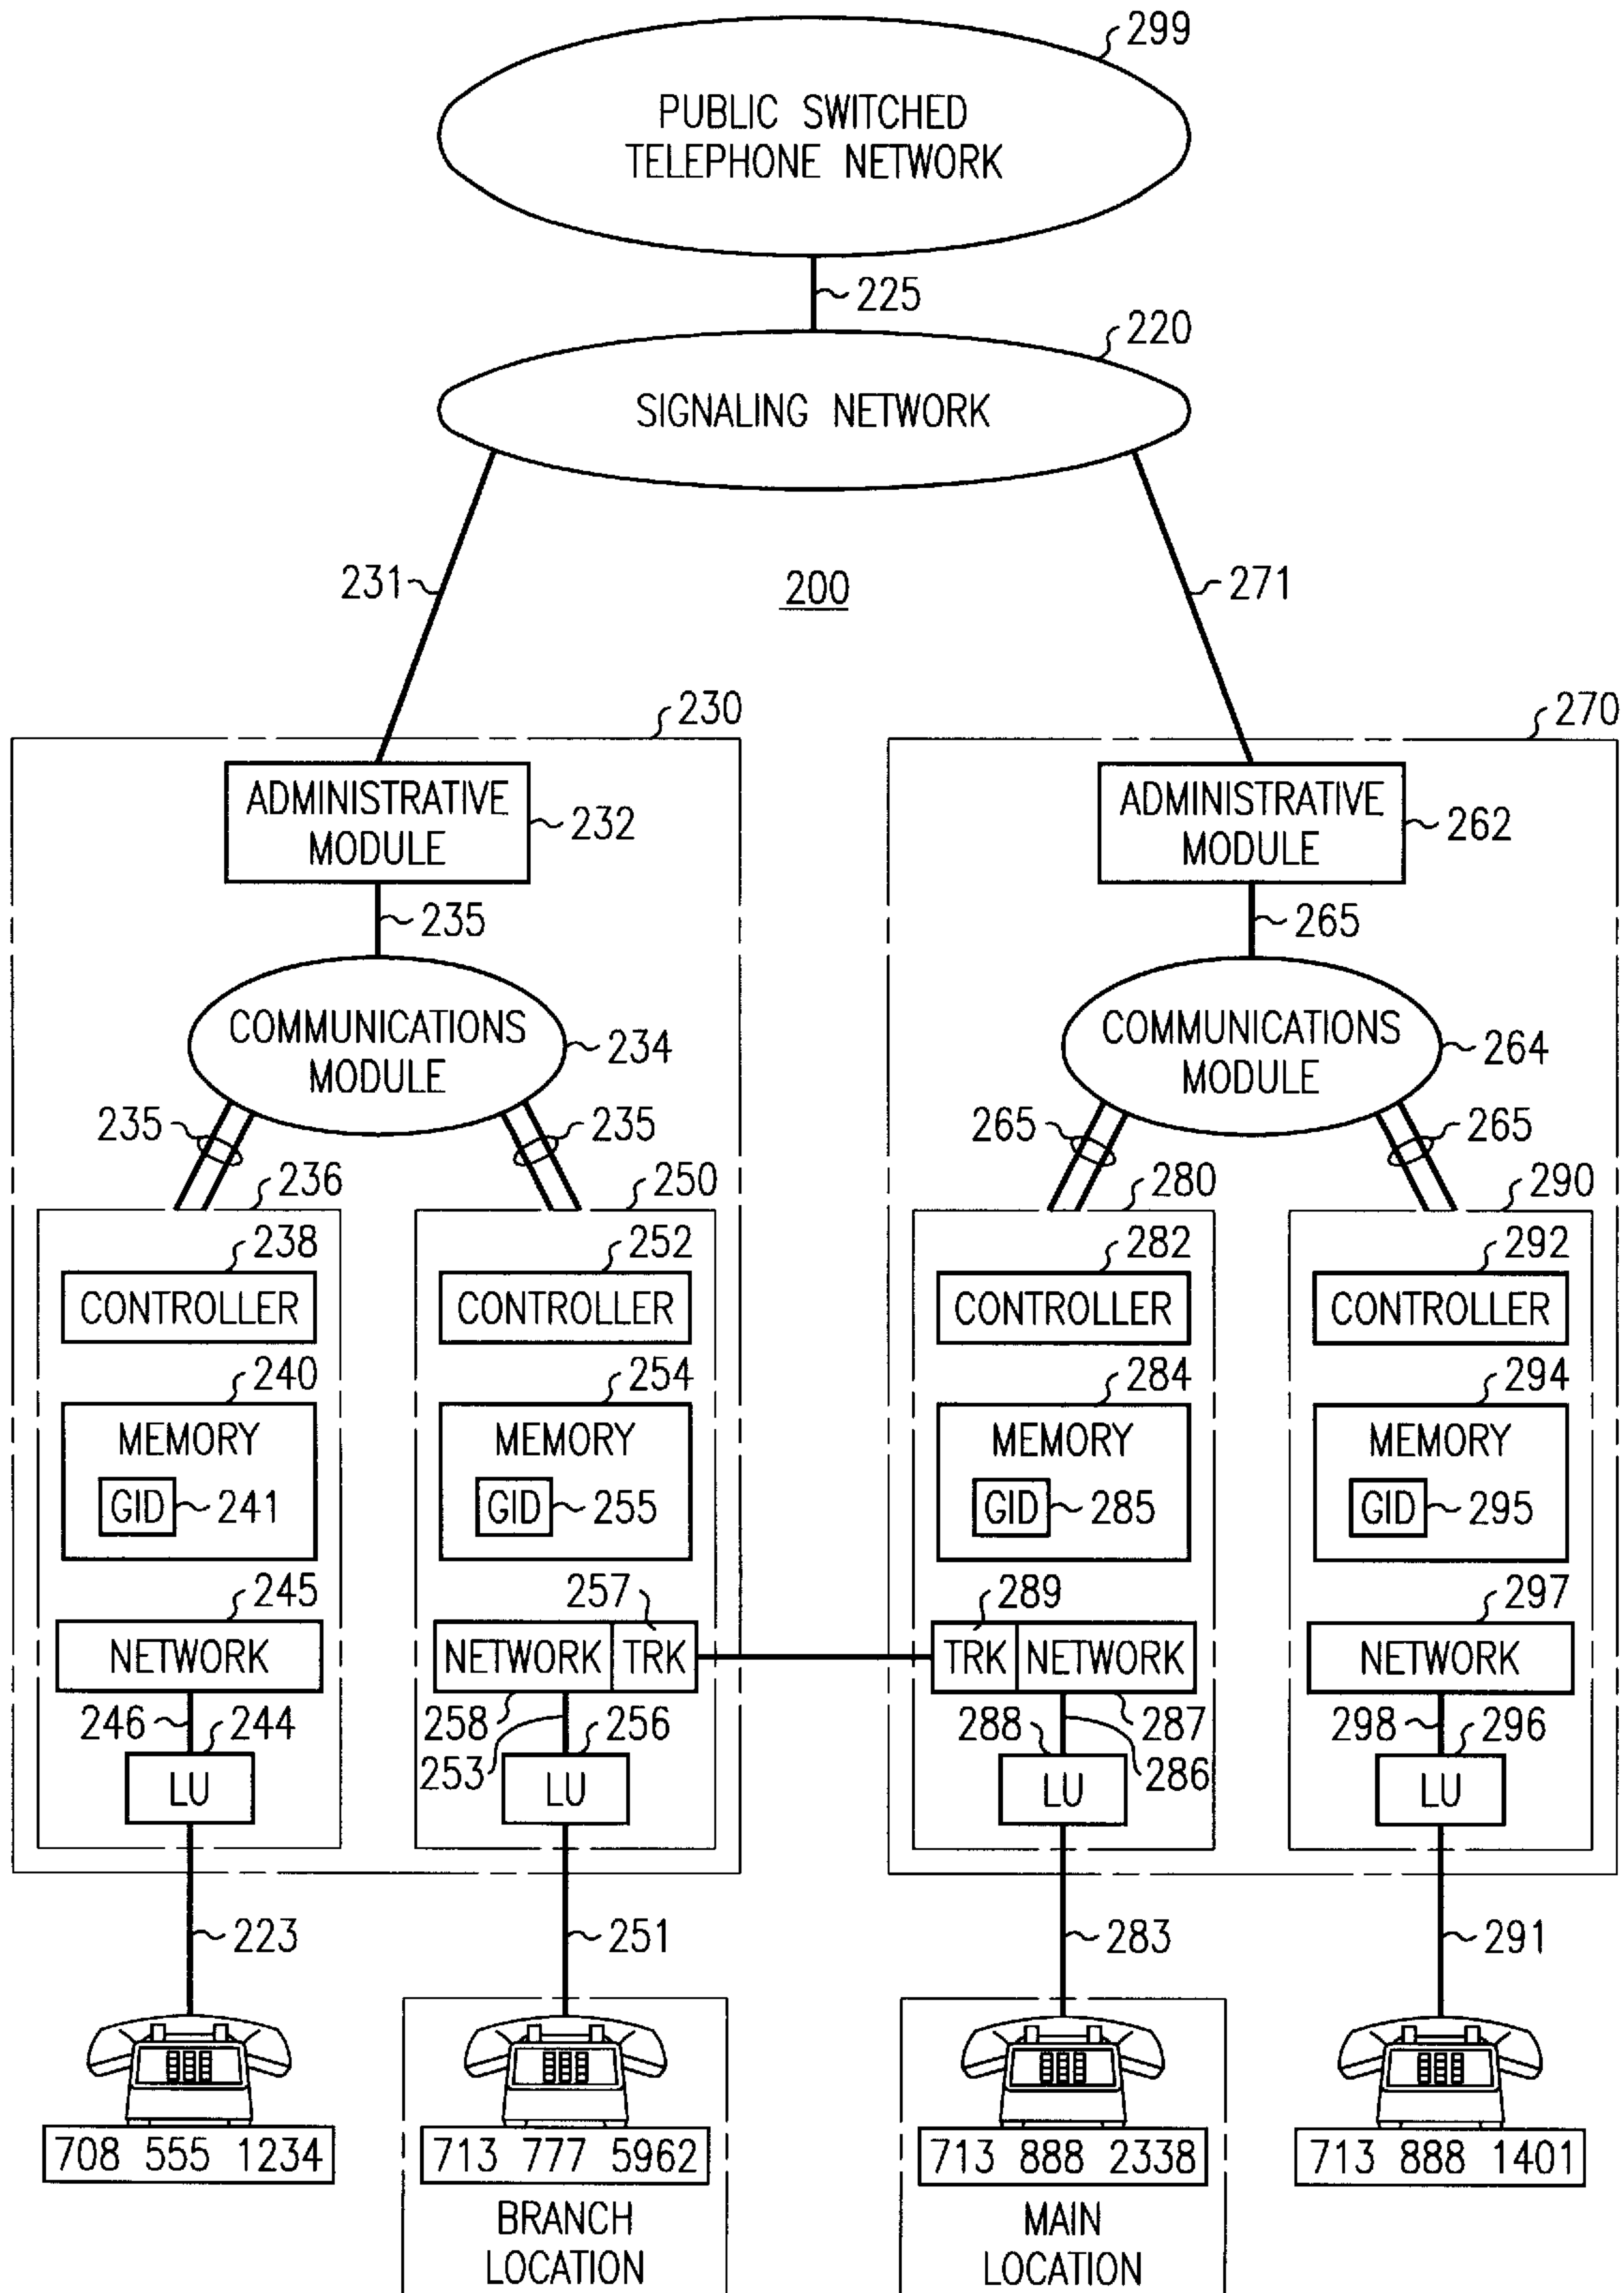 299
PUBLIC SWITCHED
TELEPHONE NETWORK
225
220
SIGNALING NETWORK
231
200
271
230
270
ADMINISTRATIVE
MODULE
232
ADMINISTRATIVE
MODULE
262
235
265
COMMUNICATIONS
MODULE
234
COMMUNICATIONS
MODULE
264
235
235
265
265
236
250
280
290
238
252
282
292
CONTROLLER
CONTROLLER
CONTROLLER
CONTROLLER
240
254
284
294
MEMORY
MEMORY
MEMORY
MEMORY
GID
241
GID
255
GID
285
GID
295
245
257
289
297
NETWORK
NETWORK
TRK
TRK
NETWORK
NETWORK
246
244
258
256
288
287
298
296
253
286
LU
LU
LU
LU
223
251
283
291
708 555 1234
713 777 5962
713 888 2338
713 888 1401
BRANCH
LOCATION
MAIN
LOCATION